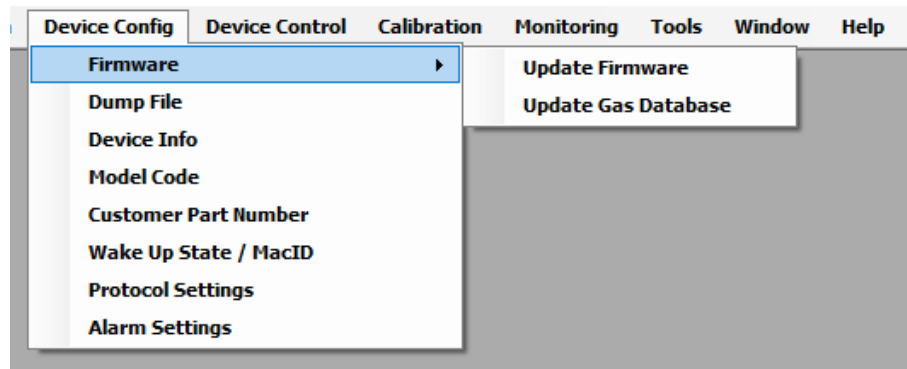 Device Config Device Control Calibration Monitoring Tools Window Help
Firmware
Update Firmware
Dump File
Update Gas Database
Device Info
Model Code
Customer Part Number
Wake Up State / MacID
Protocol Settings
Alarm Settings